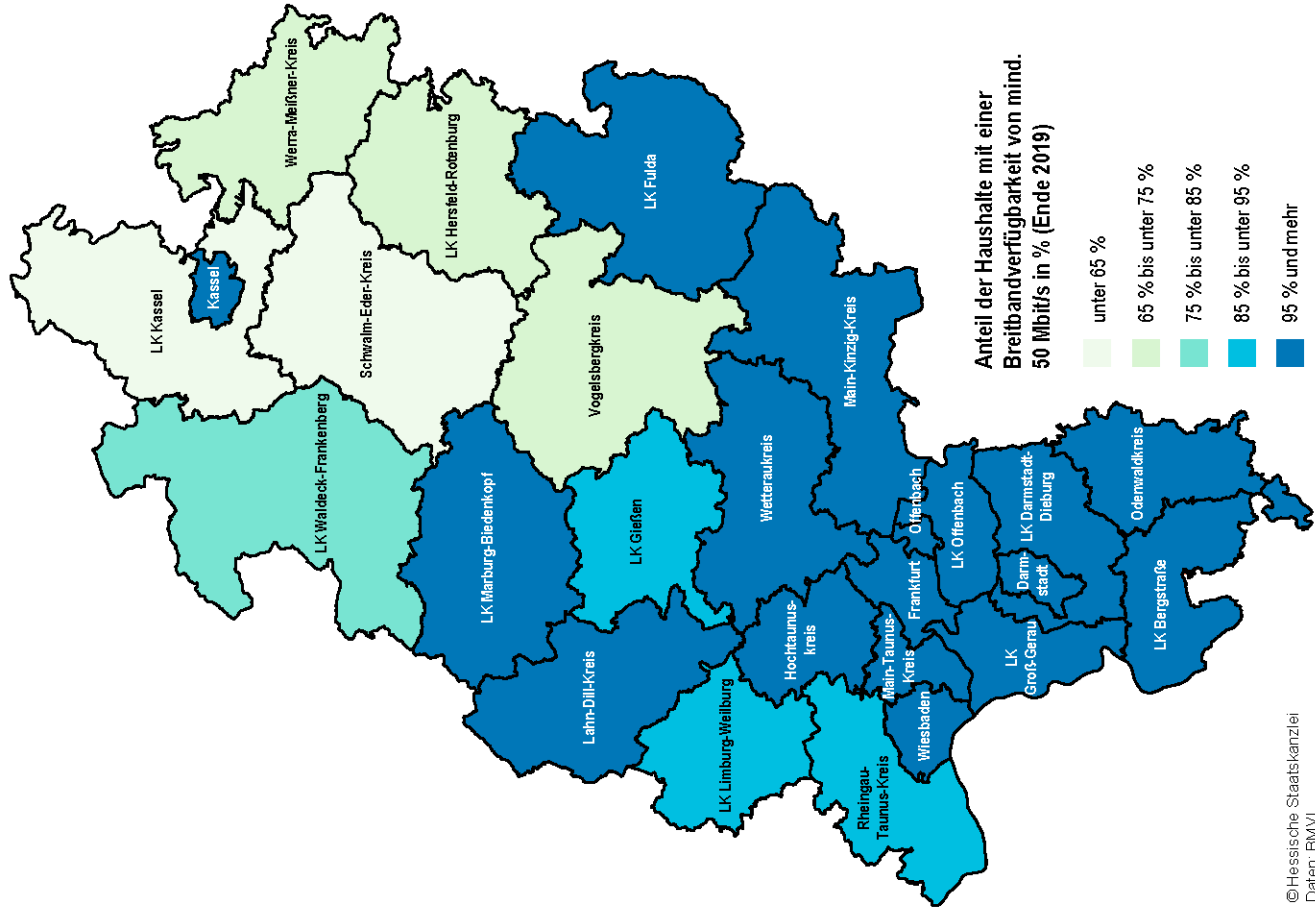 LK Kassel
Kassel
Werra-Meißner-Kreis
LK Waldeck-Frankenberg
Schwalm-Eder-Kreis
LK Hersfeld-Rotenburg
LK Marburg-Biedenkopf
Vogelsbergkreis
LK Fulda
Lahn-Dill-Kreis
LK Gießen
LK Limburg-Weilburg
Hochtaunus-
kreis
Wetteraukreis
Main-Kinzig-Kreis
Rheingau-
Taunus-Kreis
Wiesbaden
Main-Taunus-
Kreis
Frankfurt
Offenbach
LK Offenbach
LK
Groß-Gerau
Darm-
stadt
LK Darmstadt-
Dieburg
LK Bergstraße
Odenwaldkreis
Anteil der Haushalte mit einer
Breitbandverfügbarkeit von mind.
50 Mbit/s in % (Ende 2019)
unter 65 %
65 % bis unter 75 %
75 % bis unter 85 %
85 % bis unter 95 %
95 % und mehr
©Hessische Staatskanzlei
Daten: BMVI